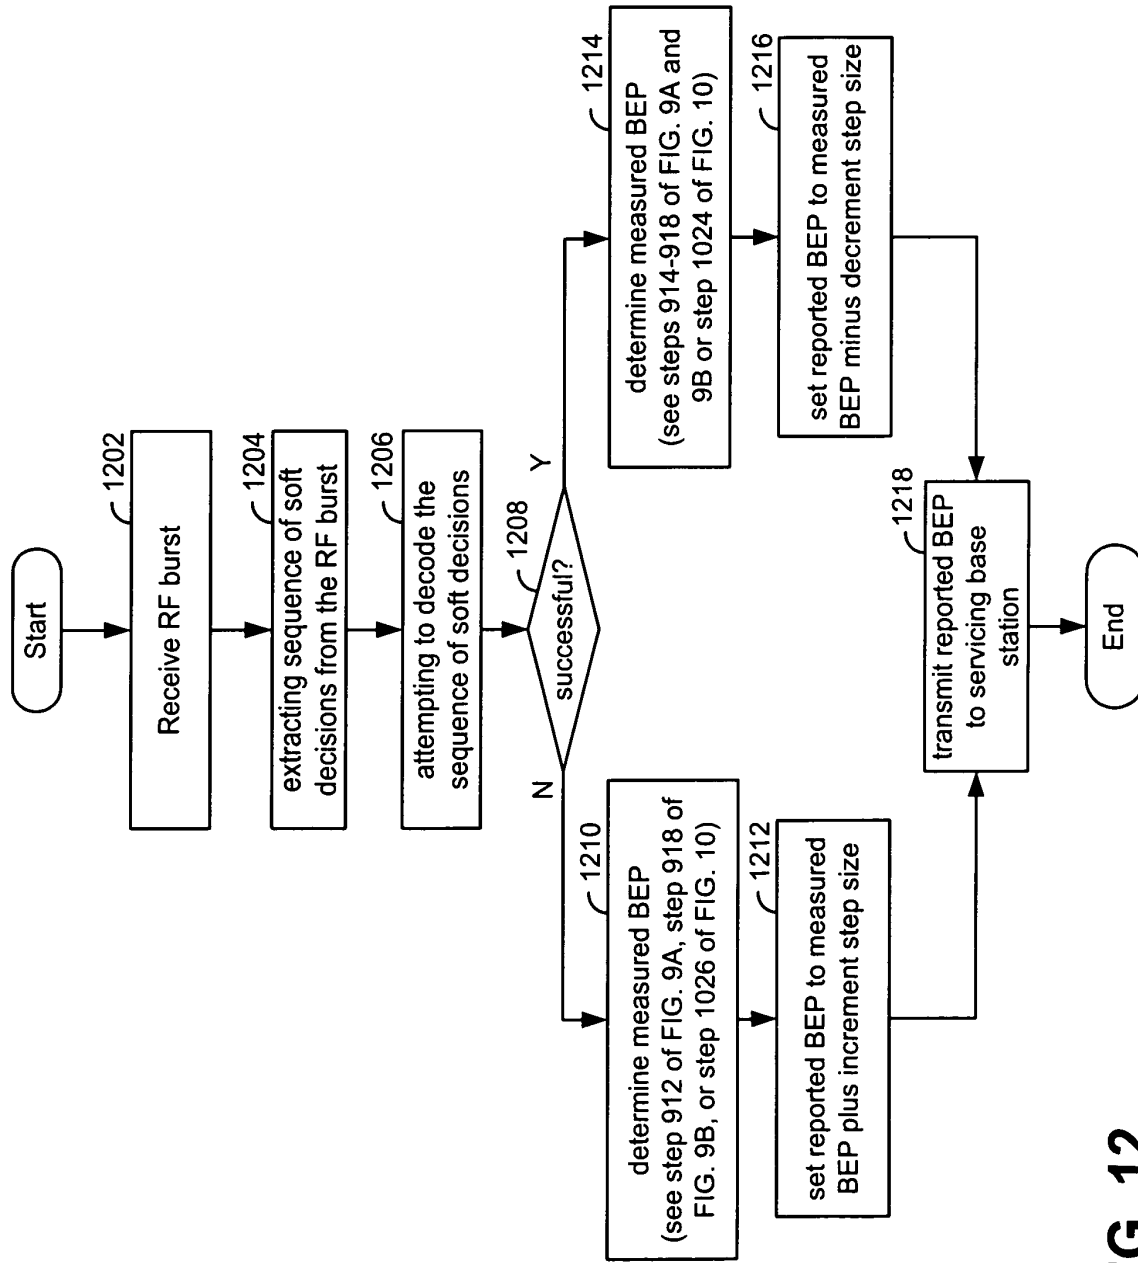 Start
1202
Receive RF burst
1204
extracting sequence of soft
decisions from the RF burst
1206
attempting to decode the
sequence of soft decisions
1208
successful?
N
Y
1210
determine measured BEP
(see step 912 of FIG. 9A, step 918 of
FIG. 9B, or step 1026 of FIG. 10)
1212
set reported BEP to measured
BEP plus increment step size
1214
determine measured BEP
(see steps 914-918 of FIG. 9A and
9B or step 1024 of FIG. 10)
1216
set reported BEP to measured
BEP minus decrement step size
1218
transmit reported BEP
to servicing base
station
End
G. 12